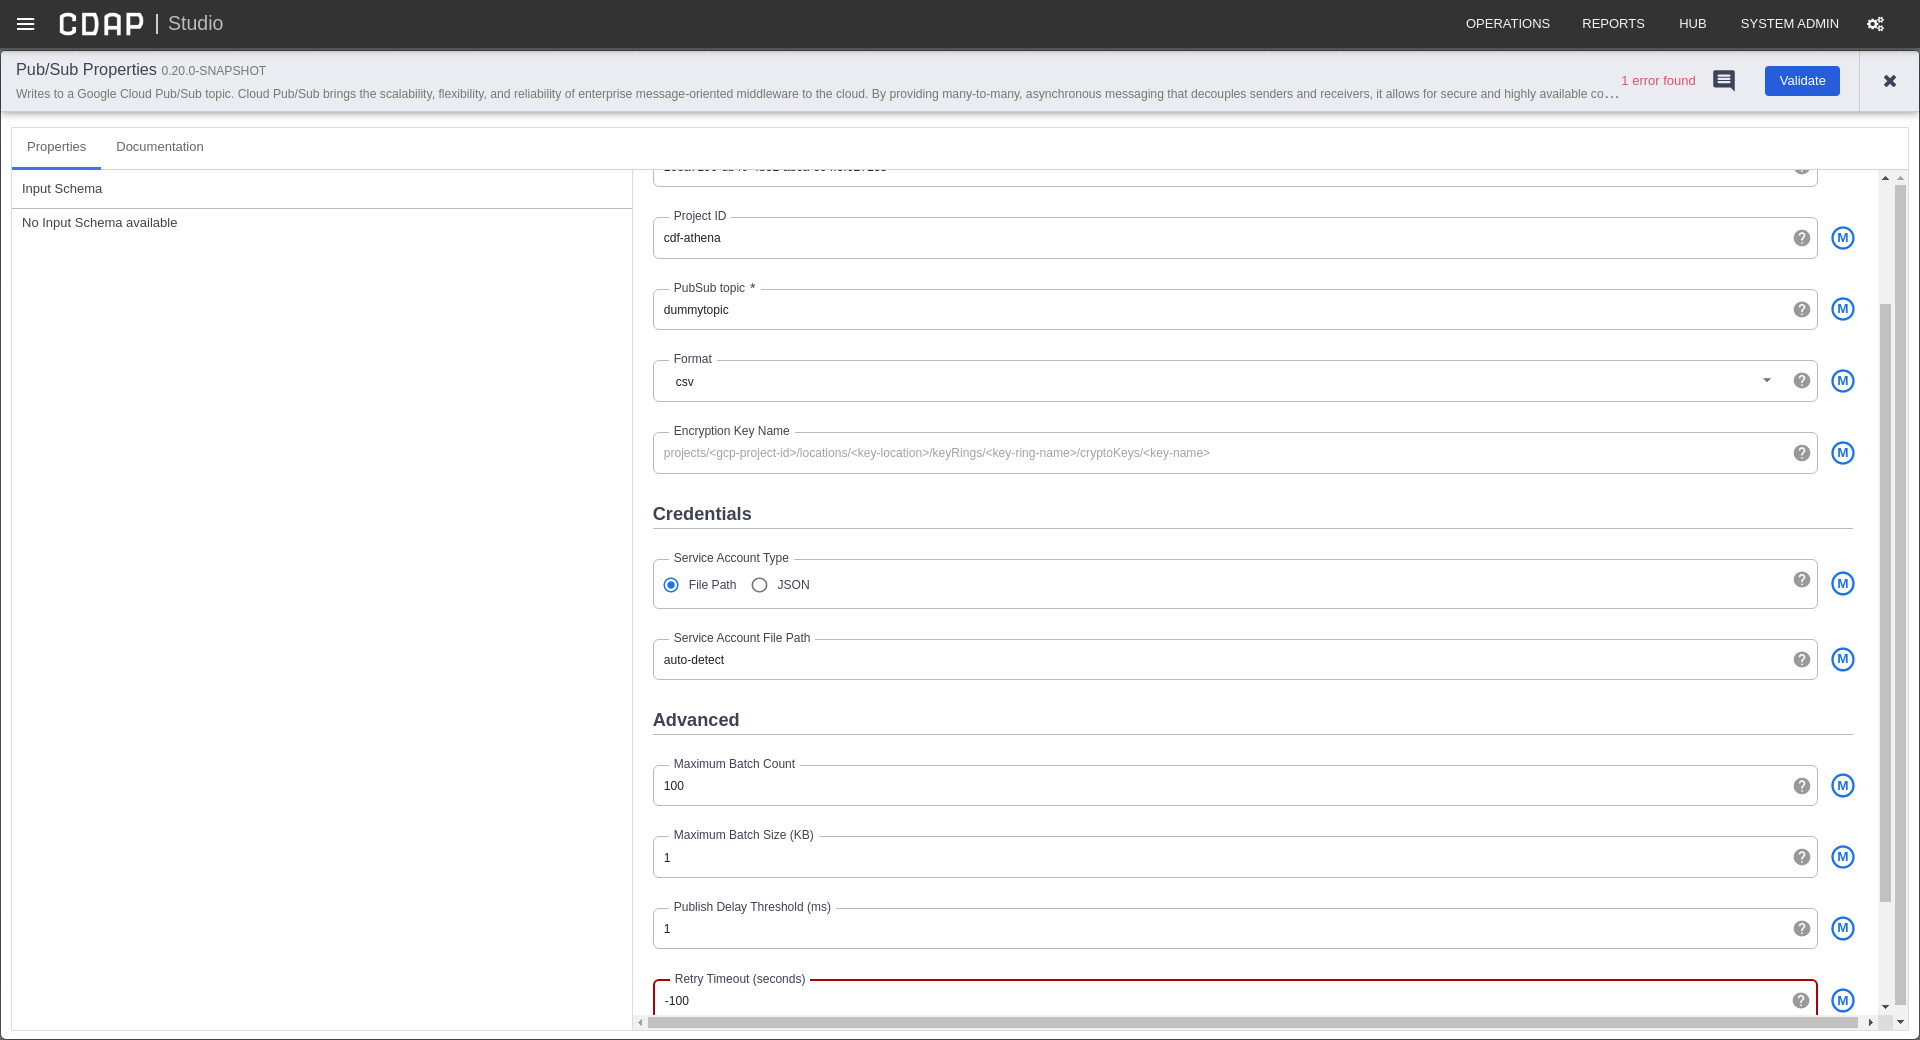 CDAP | Studio
OPERATIONS REPORTS HUB SYSTEM ADMIN
Pub/Sub Properties 0.20.0-SNAPSHOT
Writes to a Google Cloud Pub/Sub topic. Cloud Pub/Sub brings the scalability, flexibility, and reliability of enterprise message-oriented middleware to the cloud. By providing many-to-many, asynchronous messaging that decouples senders and receivers, it allows for secure and highly available co...
1 error found
Validate
Properties Documentation
Input Schema
No Input Schema available
Project ID
cdf-athena
M
PubSub topic *
dummytopic
M
Format
csv
M
Encryption Key Name
projects/<gcp-project-id>/locations/<key-location>/keyRings/<key-ring-name>/cryptoKeys/<key-name>
M
Credentials
Service Account Type
File Path JSON
M
Service Account File Path
auto-detect
M
Advanced
Maximum Batch Count
100
M
Maximum Batch Size (KB)
1
M
Publish Delay Threshold (ms)
1
M
Retry Timeout (seconds)
-100
M